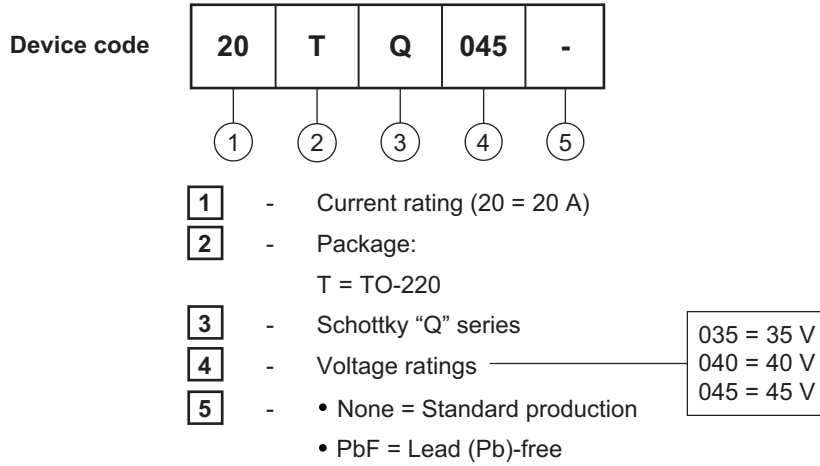 Device code 20 T Q 045 -
1 2 3 4 5
1 - Current rating (20 = 20 A)
2 - Package:
T = TO-220
3 - Schottky “Q” series
4 - Voltage ratings
035 = 35 V
040 = 40 V
045 = 45 V
5 - • None = Standard production
• PbF = Lead (Pb)-free